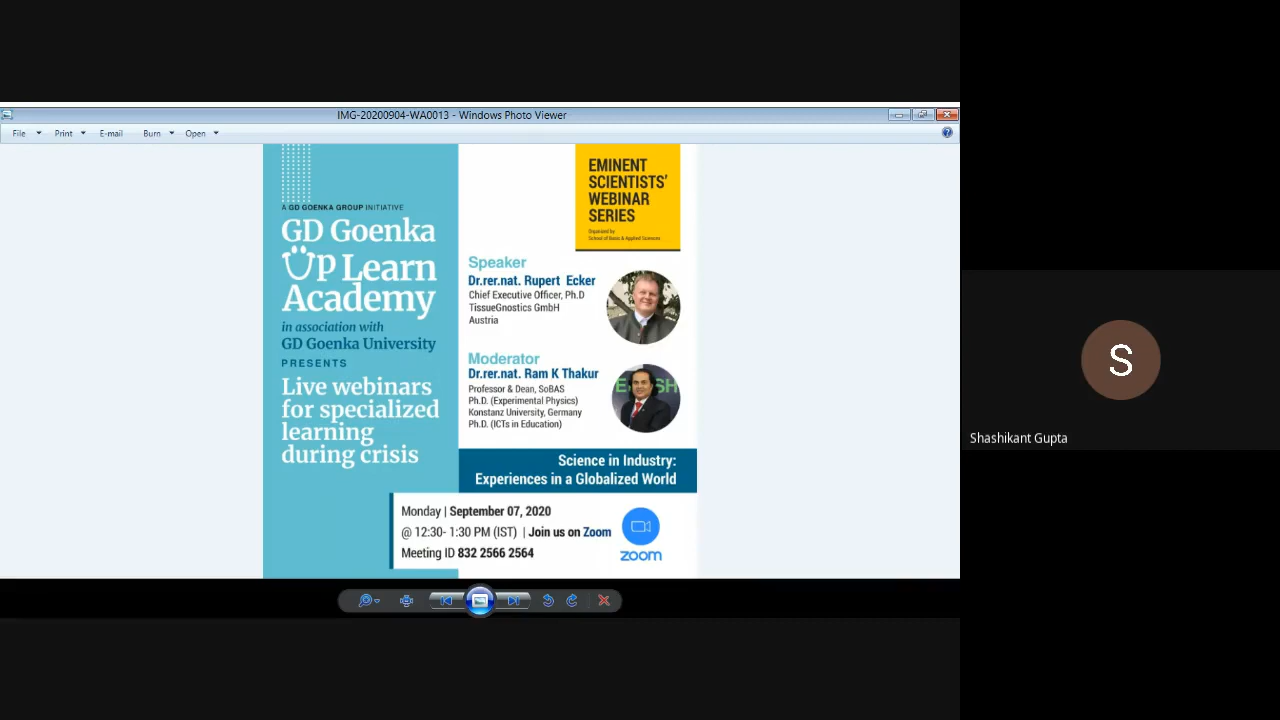 IMG-20200904-WA0013 - Windows Photo Viewer
File Print E-mail Burn Open
A GD GOENKA GROUP INITIATIVE
GD Goenka
UP Learn
Academy
in association with
GD Goenka University
PRESENTS
Live webinars
for specialized
learning
during crisis
EMINENT
SCIENTISTS'
WEBINAR
SERIES
Organised by
School of Basic & Applied Sciences
Speaker
Dr.rer.nat. Rupert Ecker
Chief Executive Officer, Ph.D
TissueGnostics GmbH
Austria
Moderator
Dr.rer.nat. Ram K Thakur
Professor & Dean, SoBAS
Ph.D. (Experimental Physics)
Konstanz University, Germany
Ph.D. (ICTs in Education)
Science in Industry:
Experiences in a Globalized World
Monday | September 07, 2020
@ 12:30- 1:30 PM (IST) | Join us on Zoom
Meeting ID 832 2566 2564
zoom
S
Shashikant Gupta